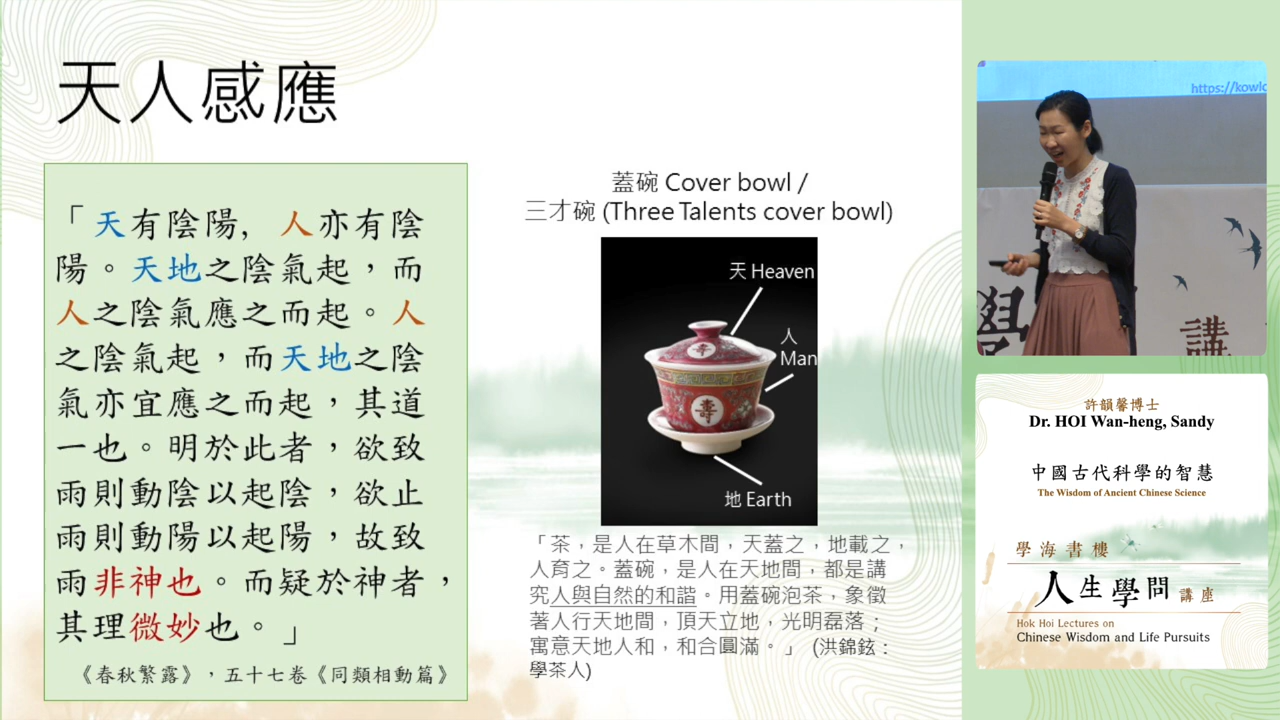 天人感應
「天有陰陽, 人亦有陰
陽。天地之陰氣起，而
人之陰氣應之而起。人
之陰氣起，而天地之陰
氣亦宜應之而起，其道
一也。明於此者，欲致
雨則動陰以起陰，欲止
雨則動陽以起陽，故致
雨非神也。而疑於神者，
其理微妙也。」
《春秋繁露》，五十七卷《同類相動篇》
蓋碗 Cover bowl /
三才碗 (Three Talents cover bowl)
天 Heaven
人
Man
壽
地 Earth
「茶，是人在草木間，天蓋之，地載之，
人育之。蓋碗，是人在天地間，都是講
究人與自然的和諧。用蓋碗泡茶，象徵
著人行天地間，頂天立地，光明磊落；
寓意天地人和，和合圓滿。」 (洪錦鉉：
學茶人)
https://kowlc
學
講
許韻馨博士
Dr. HOI Wan-heng, Sandy
中國古代科學的智慧
The Wisdom of Ancient Chinese Science
學海書樓
人生學問講座
Hok Hoi Lectures on
Chinese Wisdom and Life Pursuits